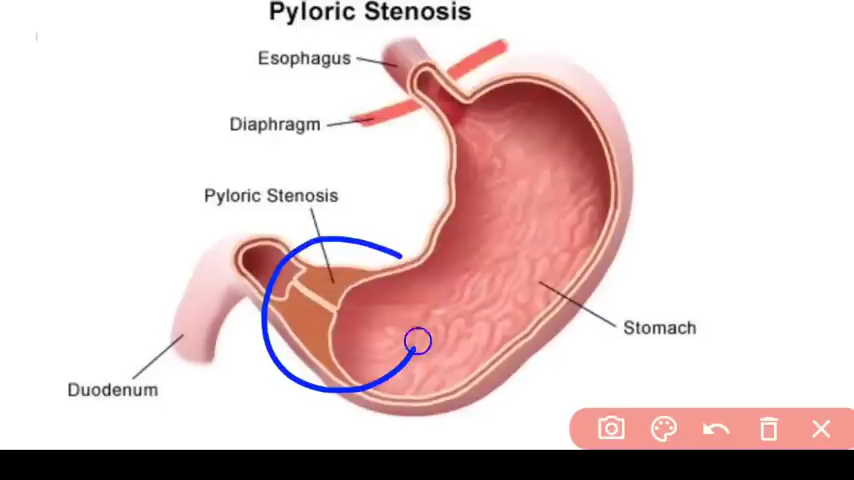 Pyloric Stenosis
Esophagus
Diaphragm
Pyloric Stenosis
Stomach
Duodenum